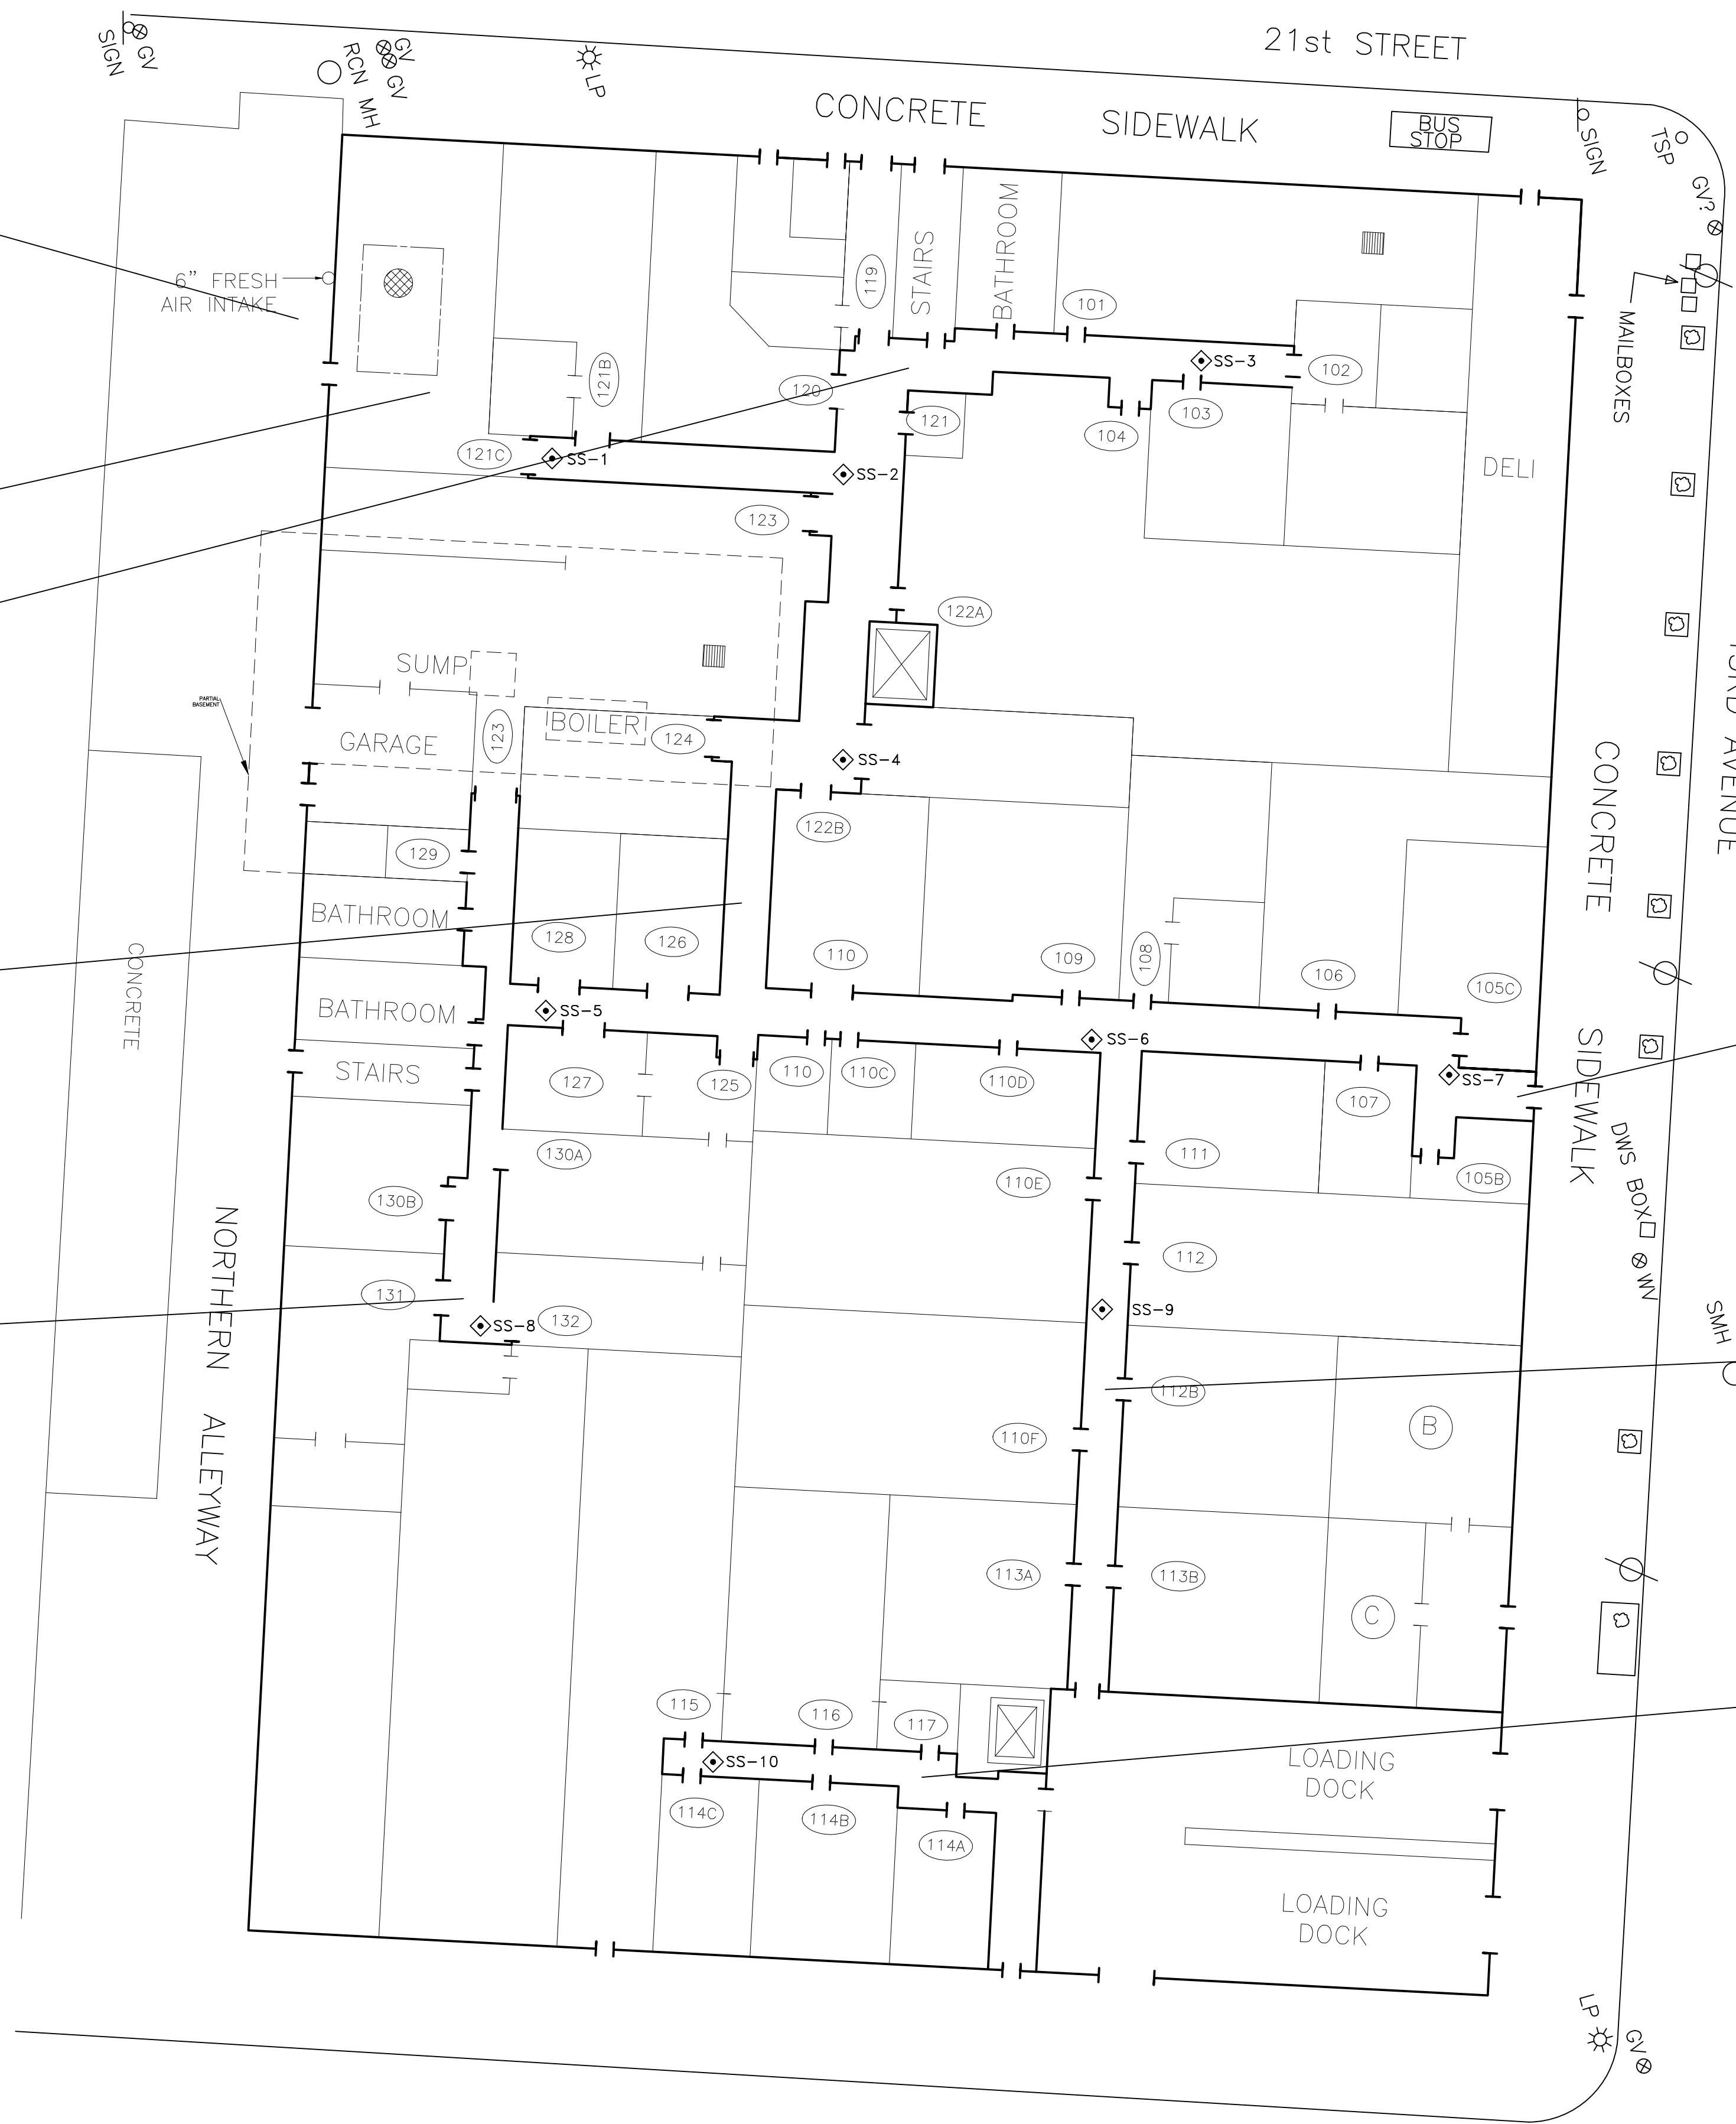 21st STREET
SIGN
GV
RCN MH
GV
GV
LP
CONCRETE
SIDEWALK
BUS
STOP
SIGN
TSP
GV?
MAILBOXES
6" FRESH
AIR INTAKE
119
STAIRS
BATHROOM
101
SS-3
102
121B
120
121
104
103
121C
SS-1
SS-2
DELI
123
122A
SUMP
PARTIAL
BASEMENT
GARAGE
123
BOILER
124
SS-4
AVENUE
CONCRETE
122B
129
BATHROOM
128
126
110
109
108
106
105C
CONCRETE
BATHROOM
SS-5
SS-6
STAIRS
127
125
110
110C
110D
107
SS-7
SIDEWALK
130A
110E
111
105B
DWS BOX
130B
112
WV
NORTHERN ALLEYWAY
131
SS-8
132
SS-9
SMH
112B
B
110F
113A
113B
C
115
116
117
SS-10
LOADING
DOCK
114C
114B
114A
LOADING
DOCK
LP
GV